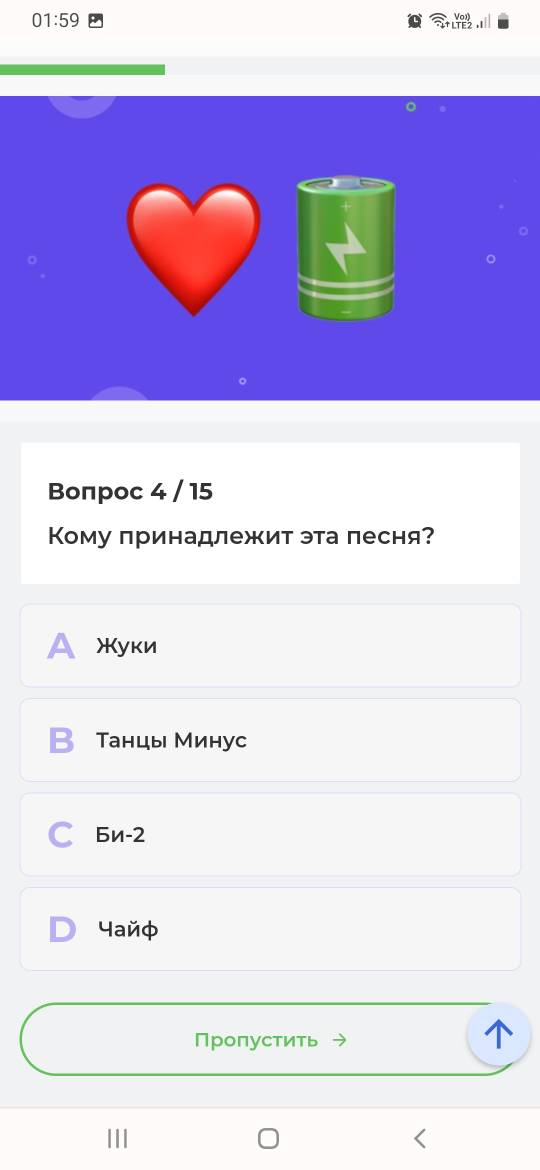 01:59
Vo))
LTE2
Вопрос 4 / 15
Кому принадлежит эта песня?
A Жуки
B Танцы Минус
C Би-2
D Чайф
Пропустить →